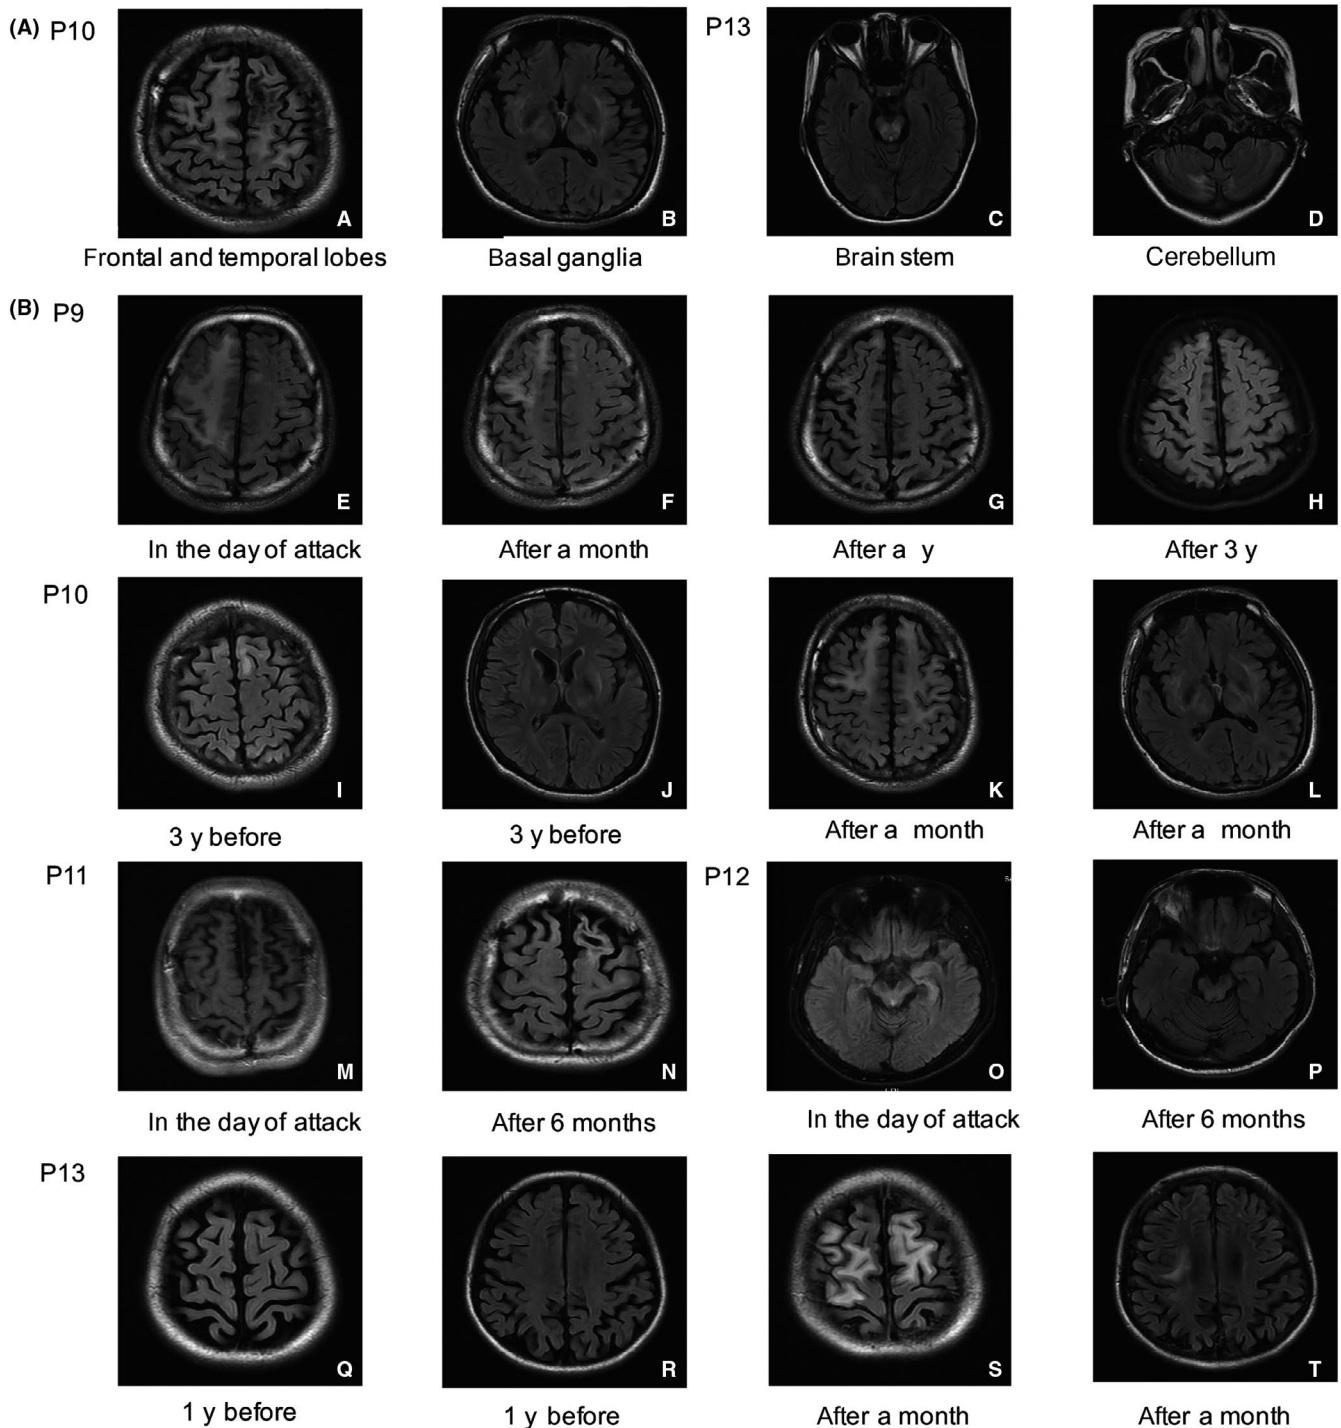 (A) P10
P13
A
B
C
D
Frontal and temporal lobes
Basal ganglia
Brain stem
Cerebellum
(B) P9
E
F
G
H
In the day of attack
After a month
After a y
After 3 y
P10
I
J
K
L
3 y before
3 y before
After a month
After a month
P11
P12
M
N
O
P
In the day of attack
After 6 months
In the day of attack
After 6 months
P13
Q
R
S
T
1 y before
1 y before
After a month
After a month